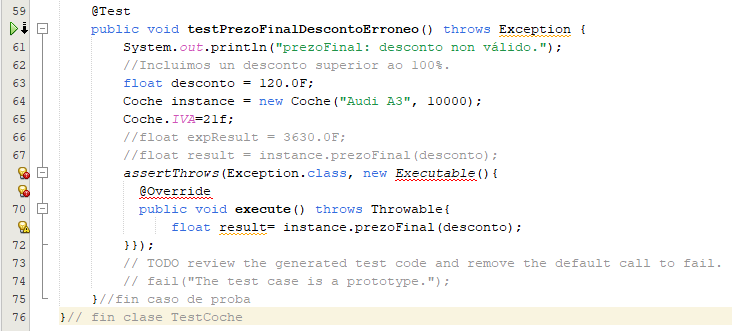 59 @Test
public void testPrezoFinalDescontoErroneo() throws Exception {
61 System.out.println("prezoFinal: desconto non válido.");
62 //Incluimos un desconto superior ao 100%.
63 float desconto = 120.0F;
64 Coche instance = new Coche("Audi A3", 10000);
65 Coche.IVA=21f;
66 //float expResult = 3630.0F;
67 //float result = instance.prezoFinal(desconto);
assertThrows(Exception.class, new Executable(){
@Override
70 public void execute() throws Throwable{
float result= instance.prezoFinal(desconto);
72 }});
73 // TODO review the generated test code and remove the default call to fail.
74 // fail("The test case is a prototype.");
75 }//fin caso de proba
76 }// fin clase TestCoche